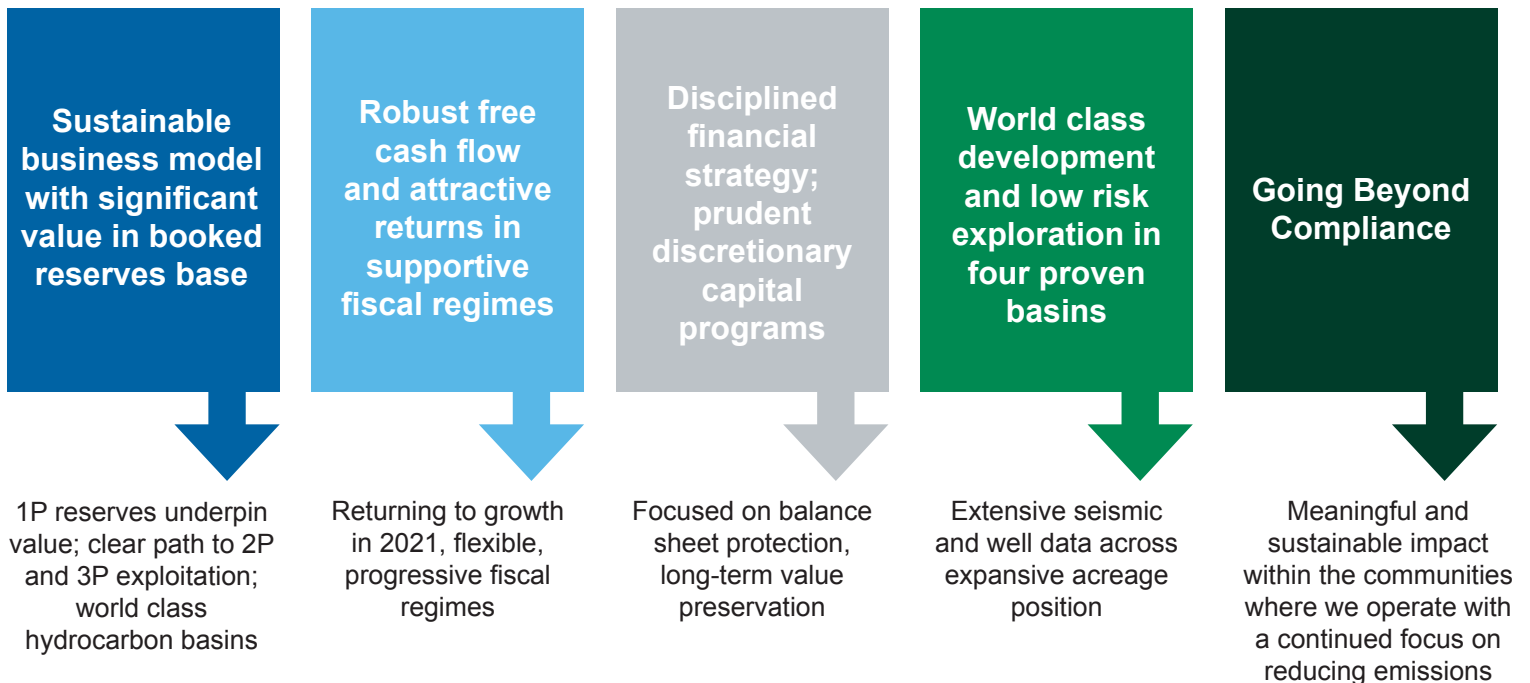 Sustainable
business model
with significant
value in booked
reserves base
1P reserves underpin
value; clear path to 2P
and 3P exploitation;
world class
hydrocarbon basins
Robust free
cash flow
and attractive
returns in
supportive
fiscal regimes
Returning to growth
in 2021, flexible,
progressive fiscal
regimes
Disciplined
financial
strategy;
prudent
discretionary
capital
programs
Focused on balance
sheet protection,
long-term value
preservation
World class
development
and low risk
exploration in
four proven
basins
Extensive seismic
and well data across
expansive acreage
position
Going Beyond
Compliance
Meaningful and
sustainable impact
within the communities
where we operate with
a continued focus on
reducing emissions